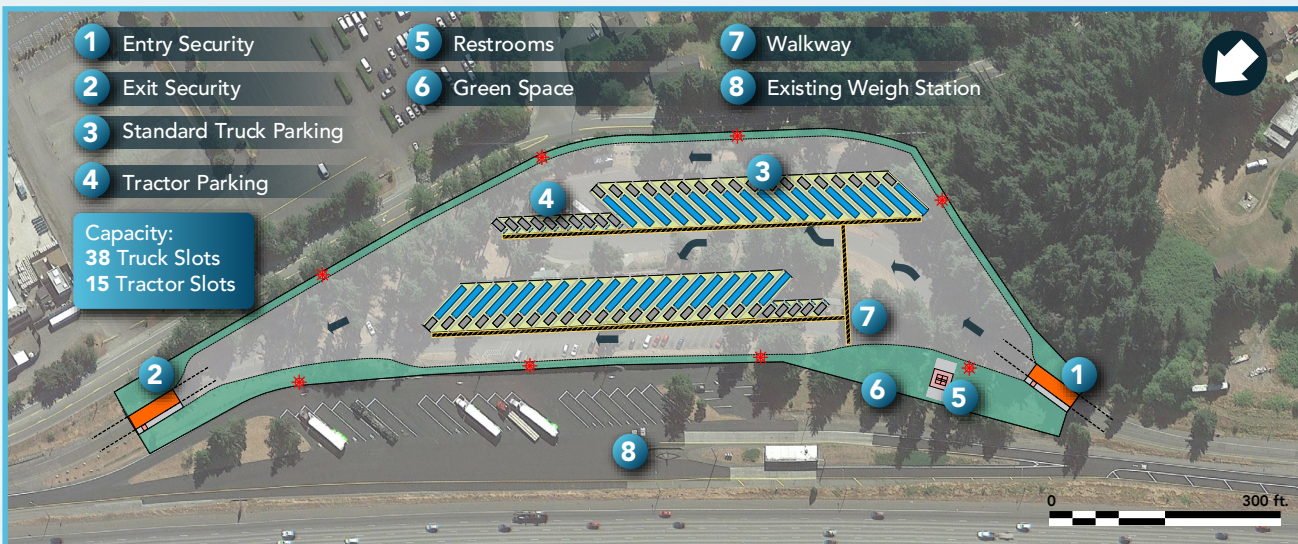 1 Entry Security
2 Exit Security
3 Standard Truck Parking
4 Tractor Parking
5 Restrooms
6 Green Space
7 Walkway
8 Existing Weigh Station
Capacity:
38 Truck Slots
15 Tractor Slots
3
4
7
2
1
6
5
8
0 300 ft.